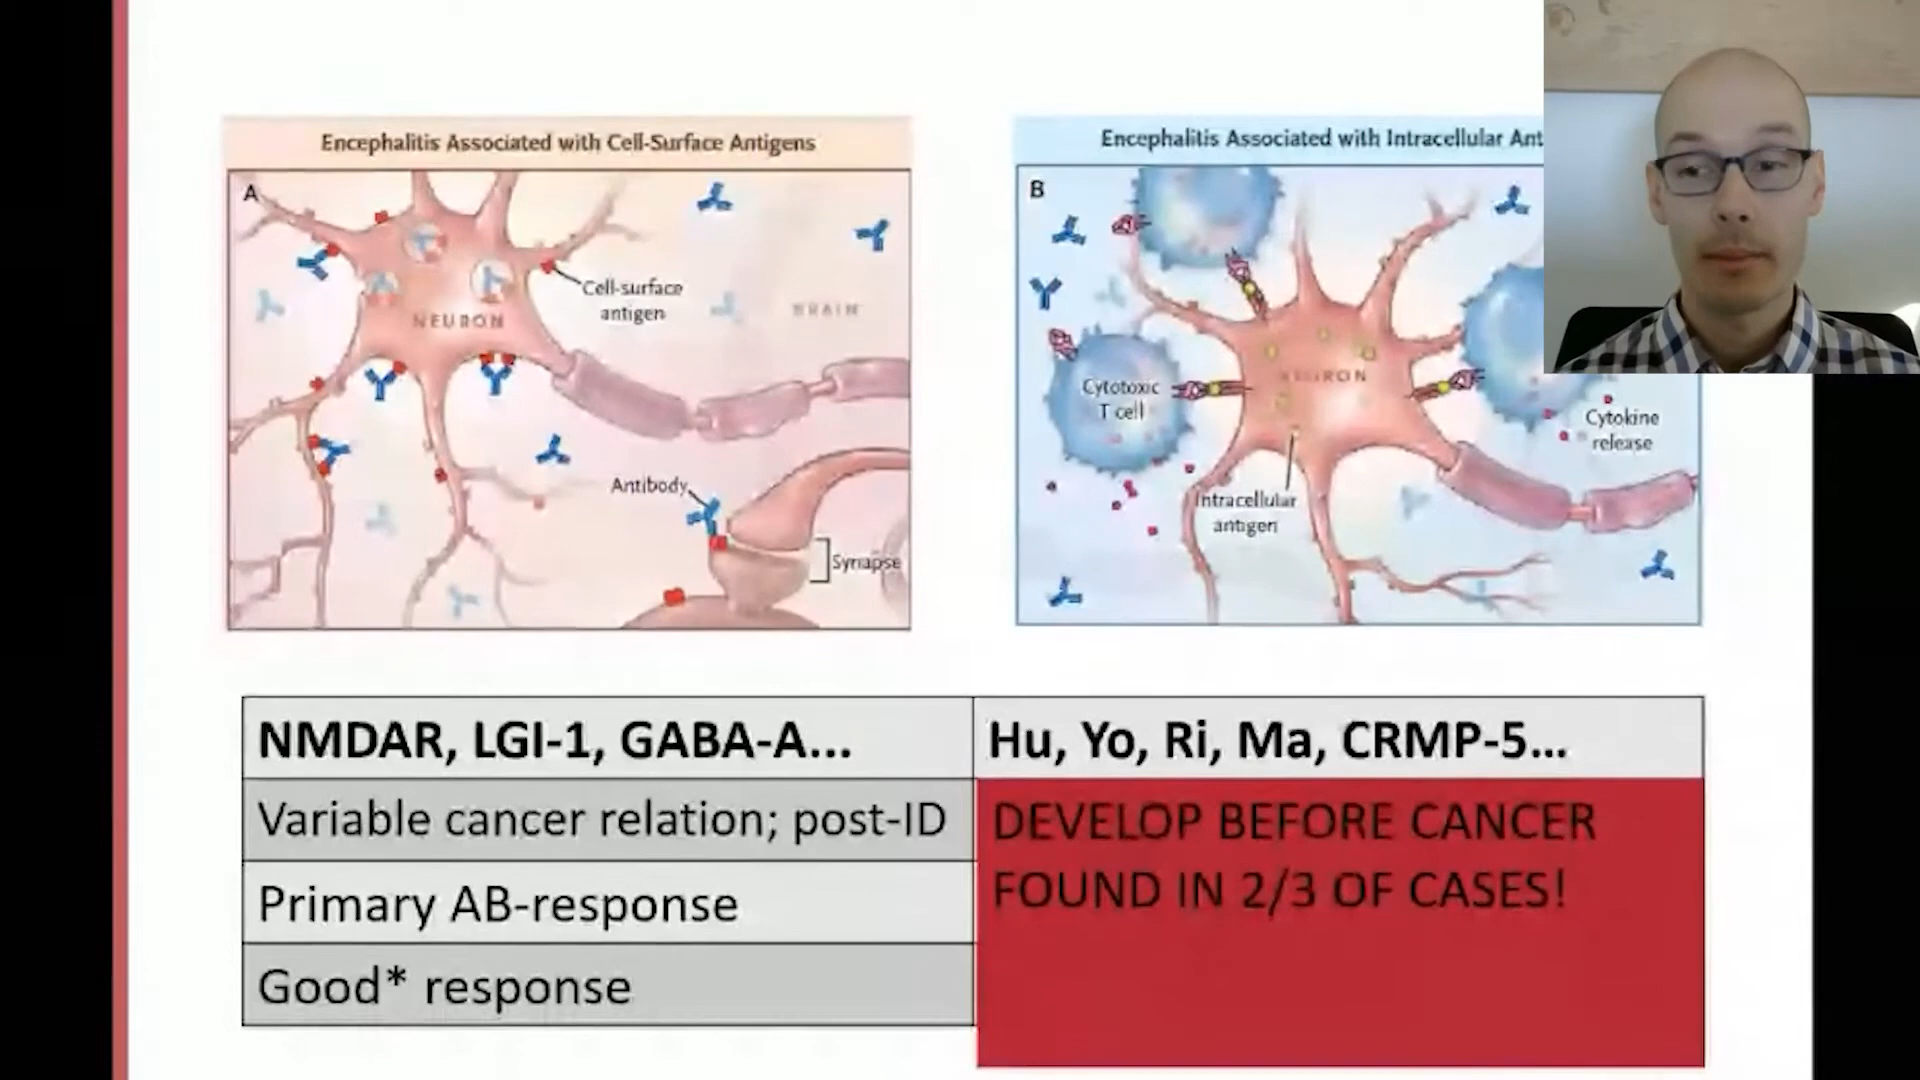 Encephalitis Associated with Cell-Surface Antigens
A
NEURON
Cell-surface
antigen
BRAIN
Antibody
Synapse
Encephalitis Associated with Intracellular Ant
B
NEURON
Cytotoxic
T cell
Cytokine
release
Intracellular
antigen
NMDAR, LGI-1, GABA-A...
Hu, Yo, Ri, Ma, CRMP-5...
Variable cancer relation; post-ID
DEVELOP BEFORE CANCER
FOUND IN 2/3 OF CASES!
Primary AB-response
Good* response